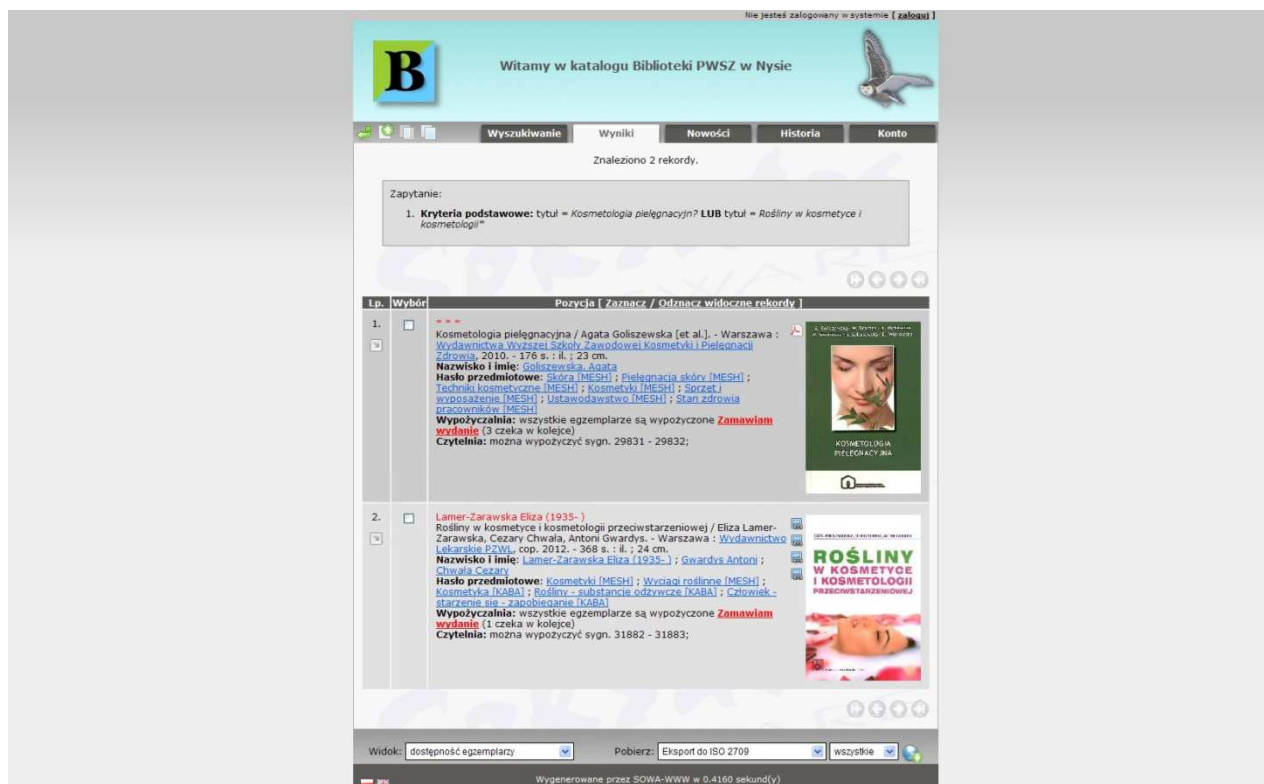 Nie jesteś zalogowany w systemie [ zaloguj ]
B
Witamy w katalogu Biblioteki PWSZ w Nysie
Wyszukiwanie Wyniki Nowości Historia Konto
Znaleziono 2 rekordy.
Zapytanie:
1. Kryteria podstawowe: tytuł = Kosmetologia pielęgnacyjn? LUB tytuł = Rośliny w kosmetyce i
kosmetologii*
Lp. Wybór Pozycja [ Zaznacz / Odznacz widoczne rekordy ]
1.
* * *
Kosmetologia pielęgnacyjna / Agata Goliszewska [et al.]. - Warszawa :
Wydawnictwa Wyższej Szkoły Zawodowej Kosmetyki i Pielęgnacji
Zdrowia, 2010. - 176 s. : il. ; 23 cm.
Nazwisko i imię: Goliszewska, Agata
Hasło przedmiotowe: Skóra [MESH] ; Pielęgnacja skóry [MESH] ;
Techniki kosmetyczne [MESH] ; Kosmetyki [MESH] ; Sprzęt i
wyposażenie [MESH] ; Ustawodawstwo [MESH] ; Stan zdrowia
pracowników [MESH]
Wypożyczalnia: wszystkie egzemplarze są wypożyczone Zamawiam
wydanie (3 czeka w kolejce)
Czytelnia: można wypożyczyć sygn. 29831 - 29832;
KOSMETOLOGIA
PIELĘGNACYJNA
2.
Lamer-Zarawska Eliza (1935- )
Rośliny w kosmetyce i kosmetologii przeciwstarzeniowej / Eliza Lamer-
Zarawska, Cezary Chwała, Antoni Gwardys. - Warszawa : Wydawnictwo
Lekarskie PZWL, cop. 2012. - 368 s. : il. ; 24 cm.
Nazwisko i imię: Lamer-Zarawska Eliza (1935- ) ; Gwardys Antoni ;
Chwała Cezary
Hasło przedmiotowe: Kosmetyki [MESH] ; Wyciągi roślinne [MESH] ;
Kosmetyka [KABA] ; Rośliny - substancje odżywcze [KABA] ; Człowiek -
starzenie się - zapobieganie [KABA]
Wypożyczalnia: wszystkie egzemplarze są wypożyczone Zamawiam
wydanie (1 czeka w kolejce)
Czytelnia: można wypożyczyć sygn. 31882 - 31883;
ROŚLINY
W KOSMETYCE
I KOSMETOLOGII
PRZECIWSTARZENIOWEJ
Widok: dostępność egzemplarzy Pobierz: Eksport do ISO 2709 wszystkie
Wygenerowane przez SOWA-WWW w 0.4160 sekund(y)